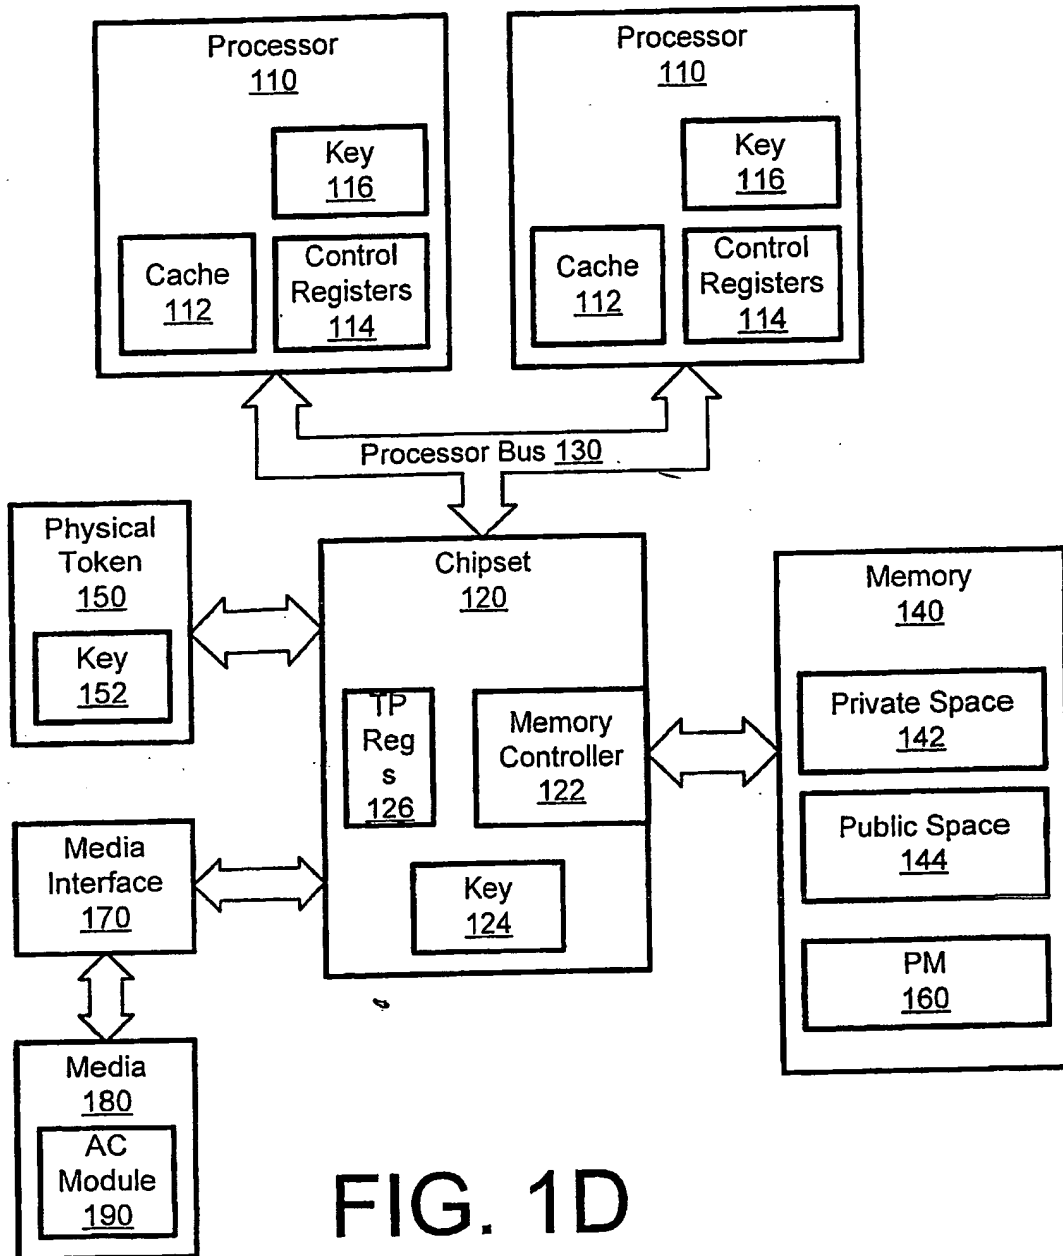 Processor
110
Key
116
Cache
112
Control
Registers
114
Processor
110
Key
116
Cache
112
Control
Registers
114
Processor Bus 130
Physical
Token
150
Key
152
Chipset
120
TP
Reg
s
126
Memory
Controller
122
Key
124
Memory
140
Private Space
142
Public Space
144
PM
160
Media
Interface
170
Media
180
AC
Module
190
FIG. 1D